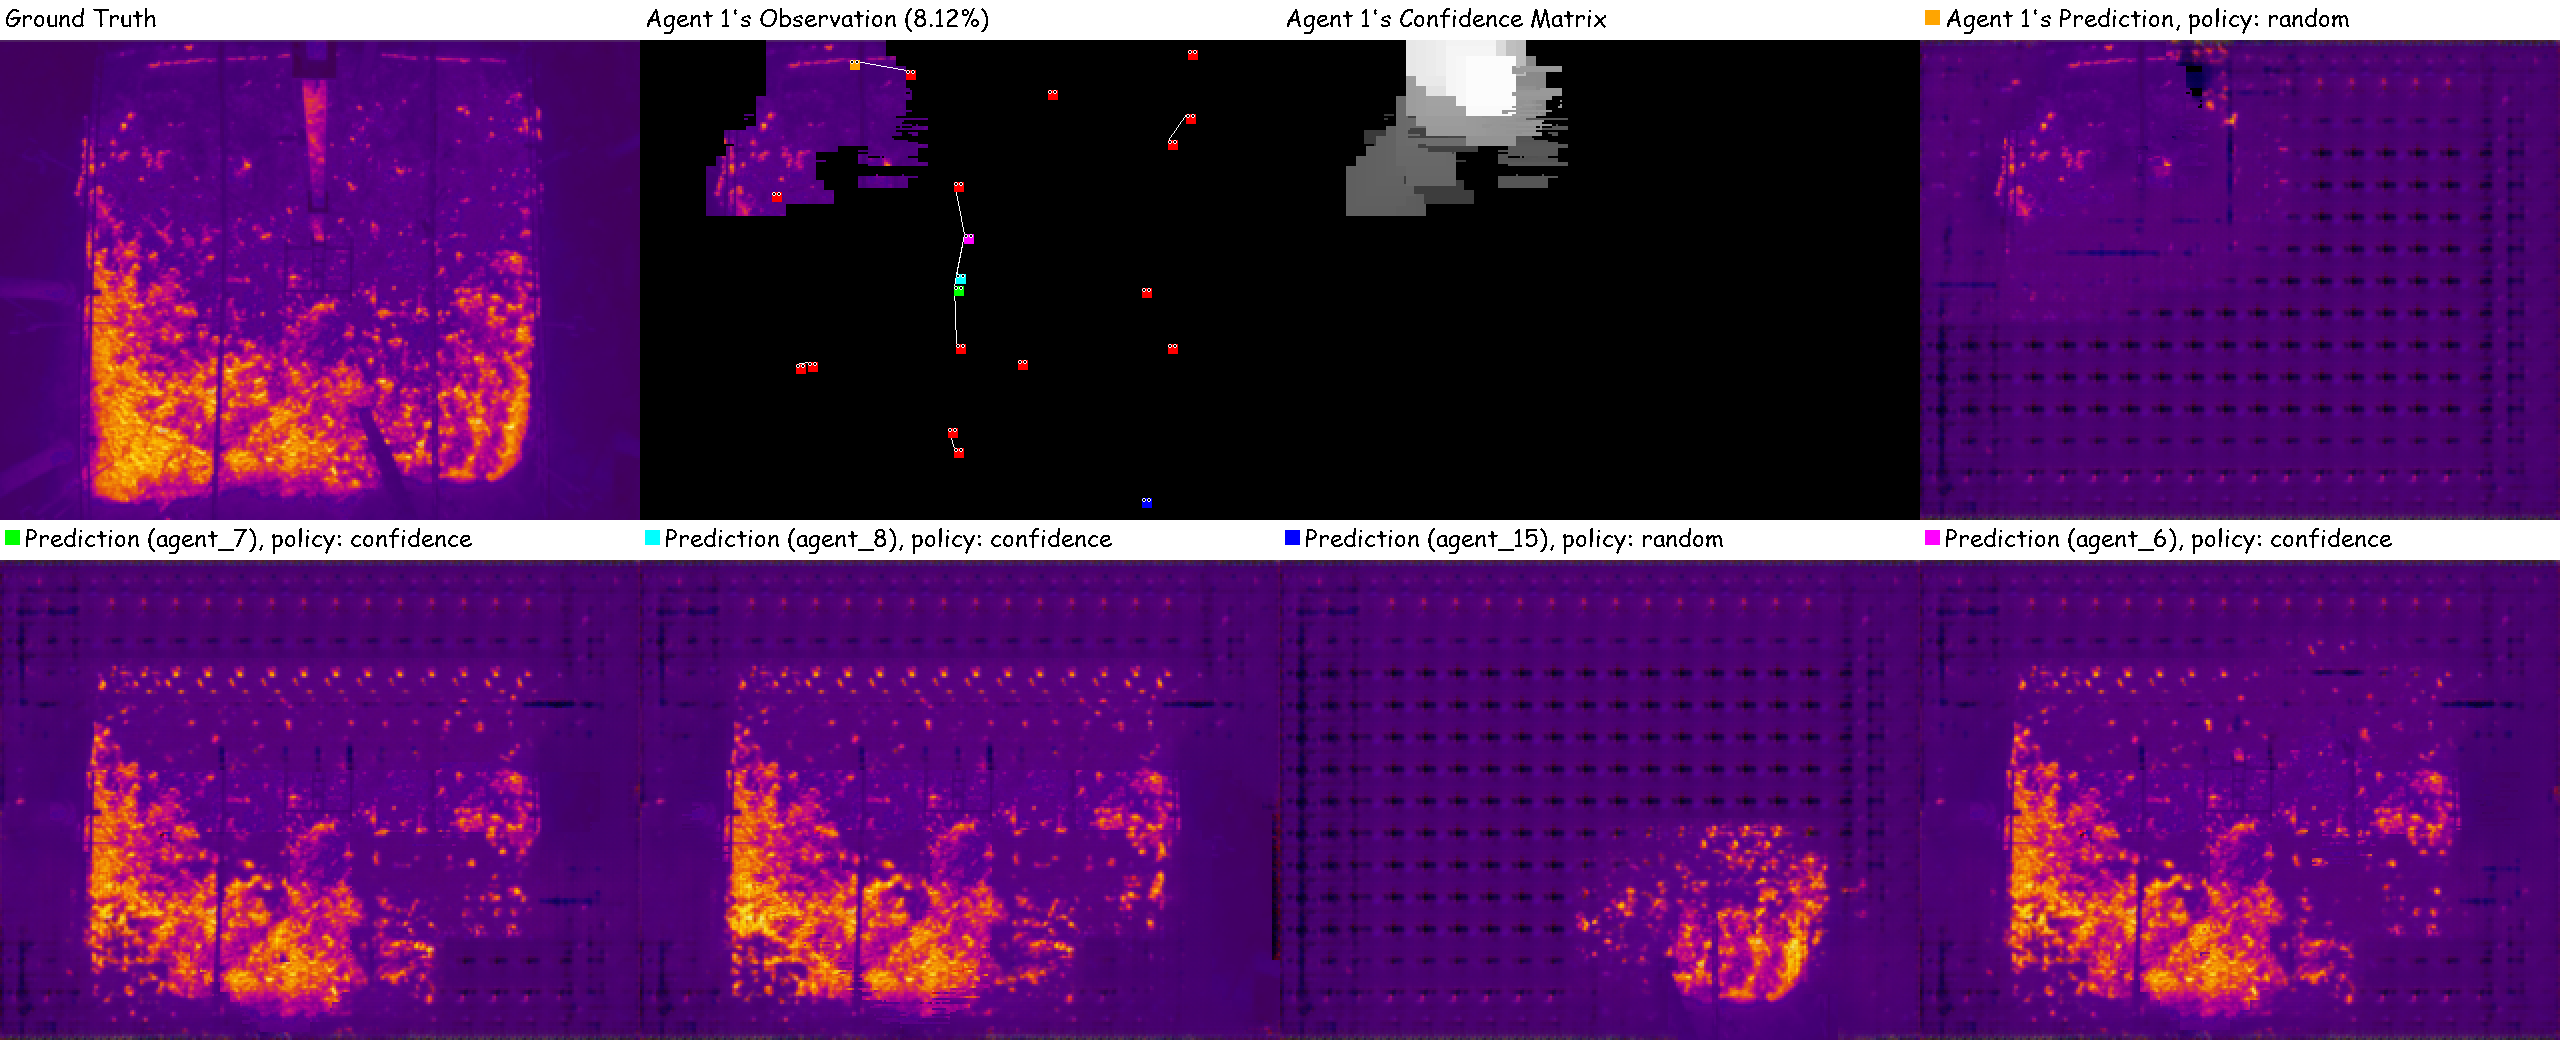 Ground Truth
Agent 1's Observation (8.12%)
Agent 1's Confidence Matrix
Agent 1's Prediction, policy: random
Prediction (agent_7), policy: confidence
Prediction (agent_8), policy: confidence
Prediction (agent_15), policy: random
Prediction (agent_6), policy: confidence